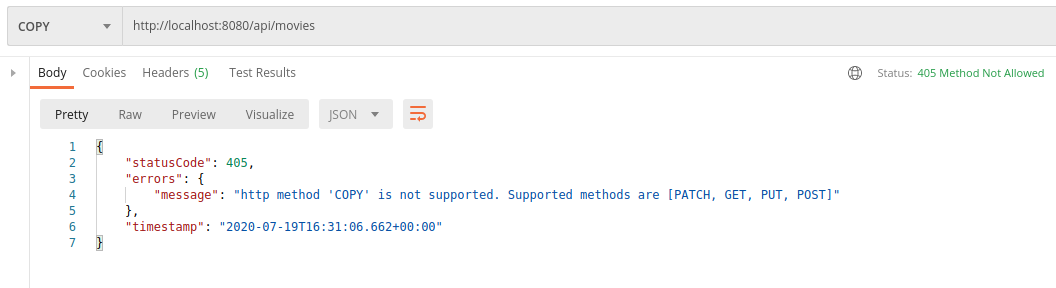 COPY http://localhost:8080/api/movies
Body Cookies Headers (5) Test Results Status: 405 Method Not Allowed
Pretty Raw Preview Visualize JSON
1 {
2 "statusCode": 405,
3 "errors": {
4 "message": "http method 'COPY' is not supported. Supported methods are [PATCH, GET, PUT, POST]"
5 },
6 "timestamp": "2020-07-19T16:31:06.662+00:00"
7 }